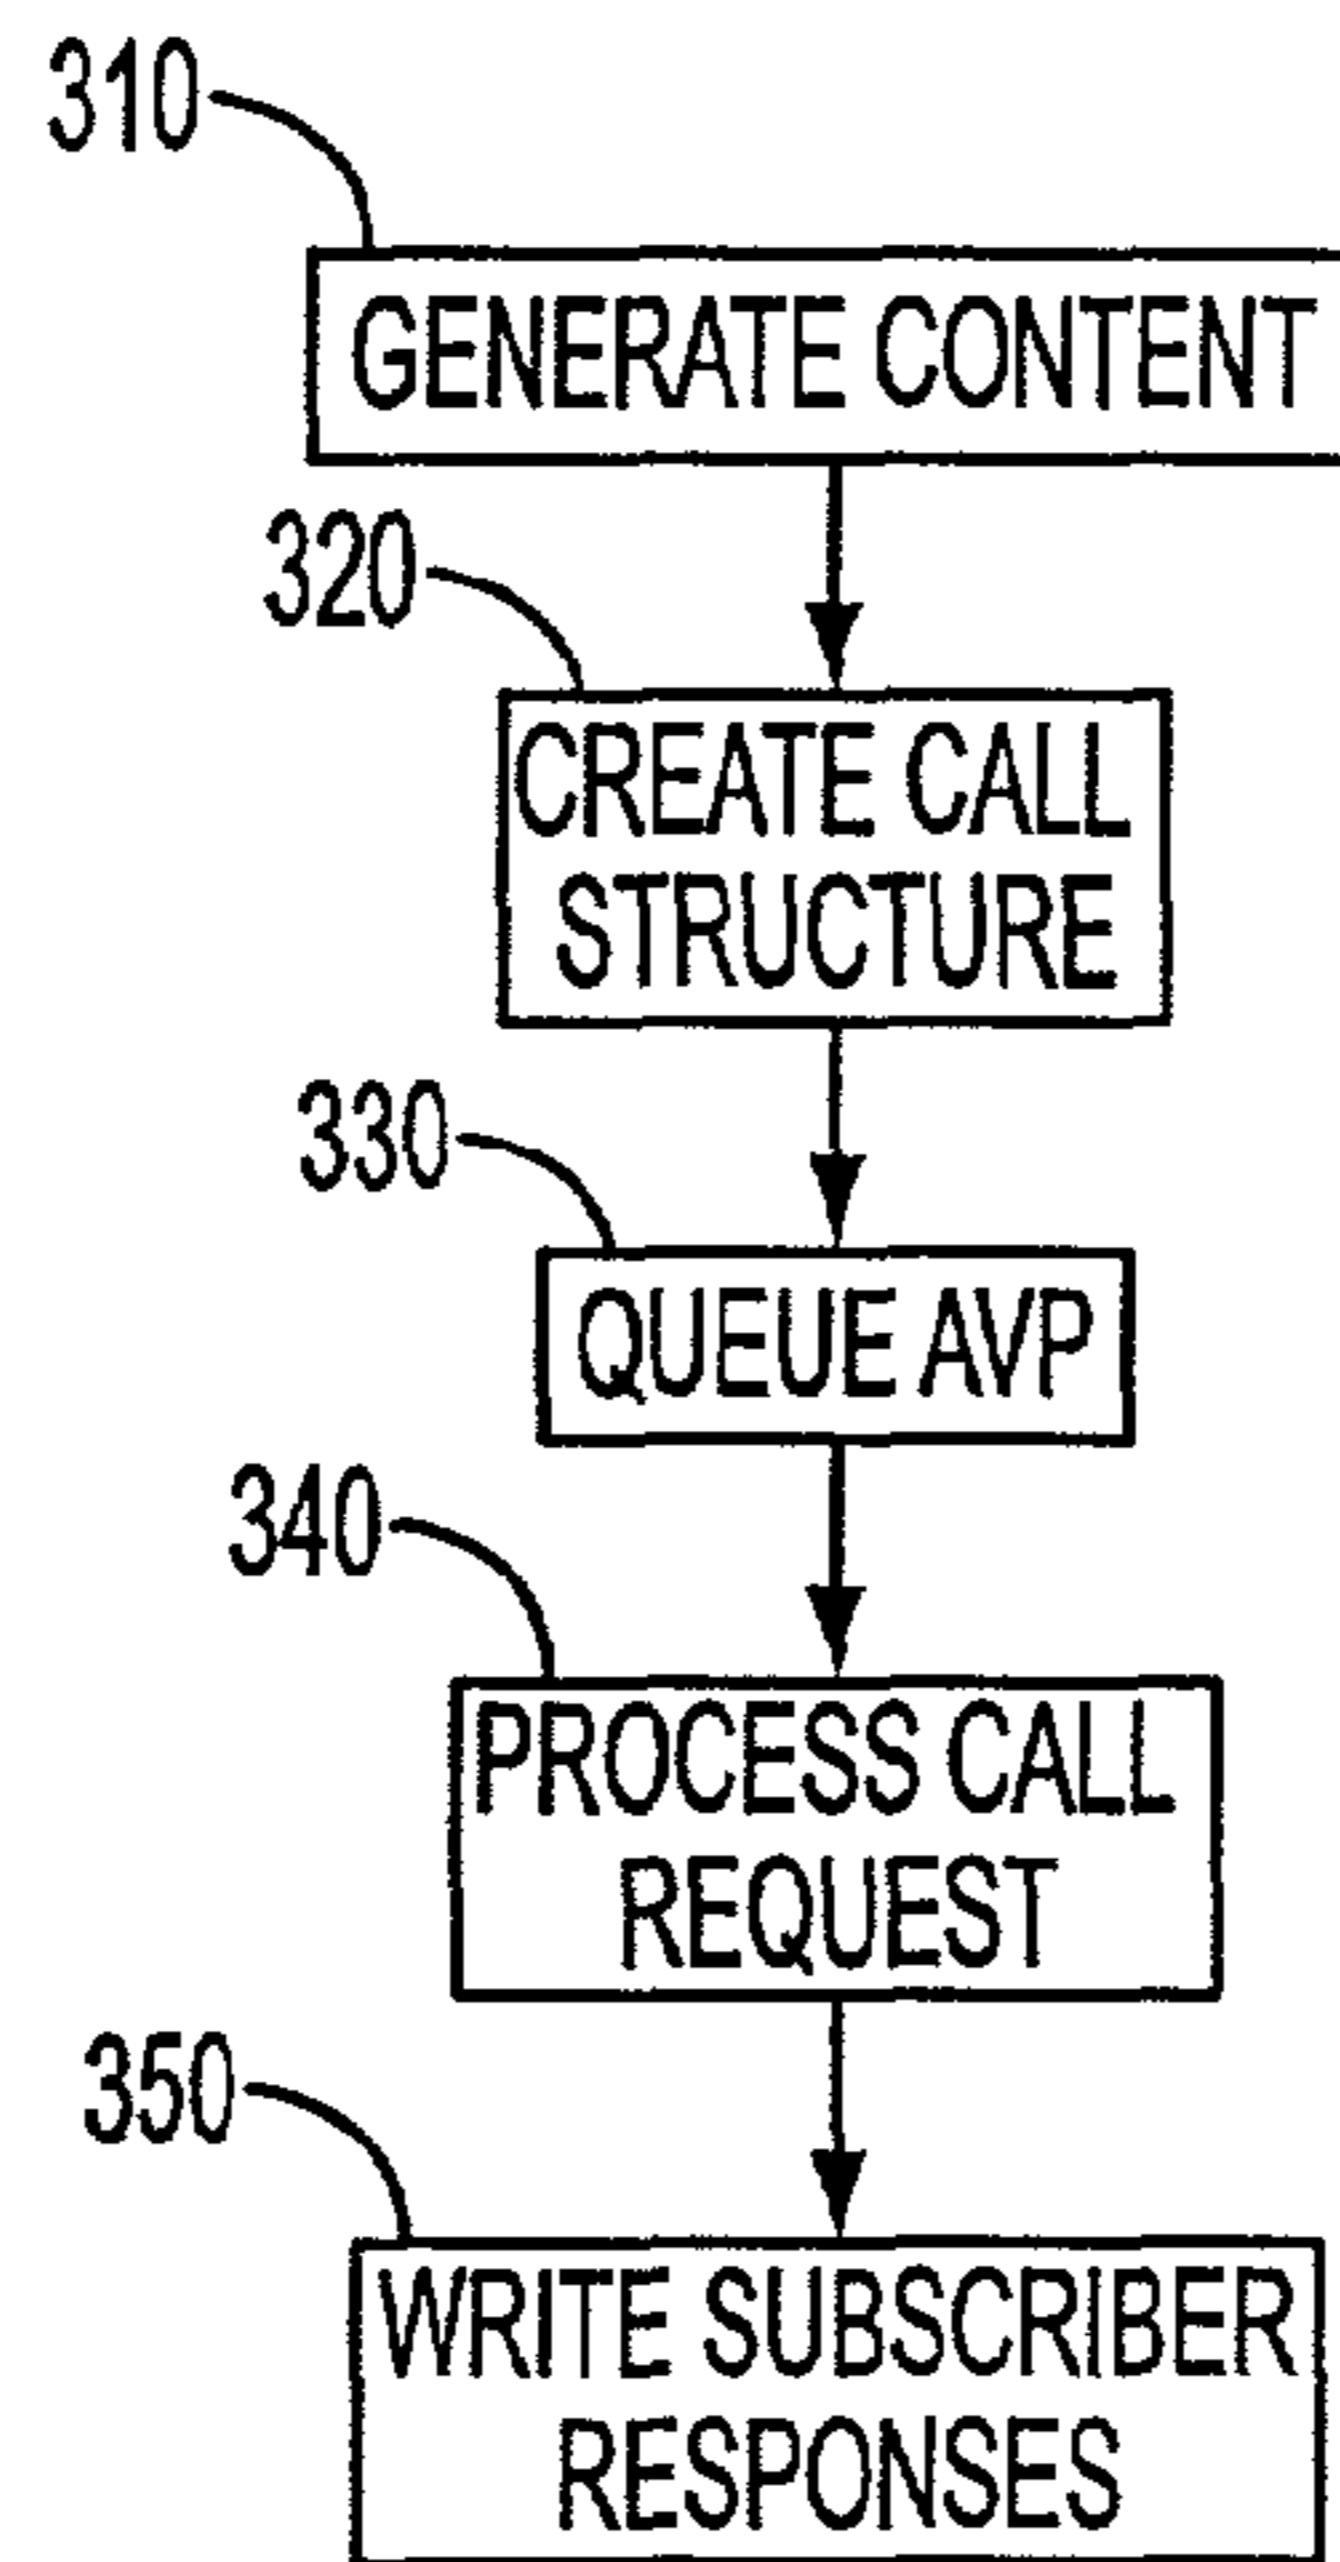 310
GENERATE CONTENT
320
CREATE CALL
STRUCTURE
330
QUEUE AVP
340
PROCESS CALL
REQUEST
350
WRITE SUBSCRIBER
RESPONSES